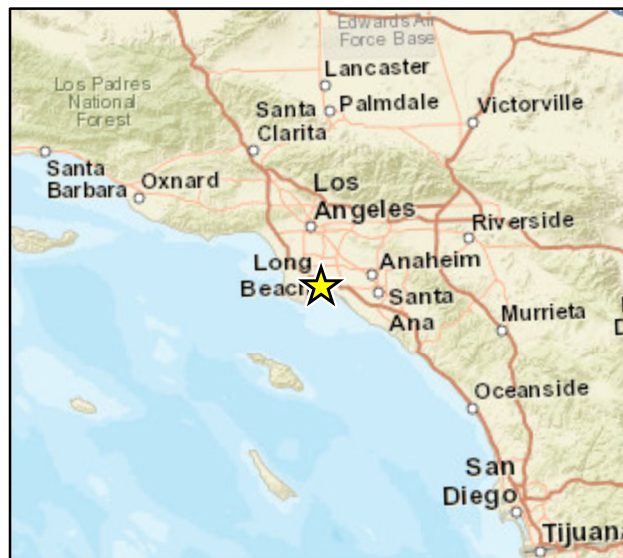 Edwards Air
Force Base
Lancaster
Los Padres
National
Forest
Santa
Clarita
Palmdale
Victorville
Santa
Barbara
Oxnard
Los
Angeles
Riverside
Long
Beach
Anaheim
Santa
Ana
Murrieta
Oceanside
San
Diego